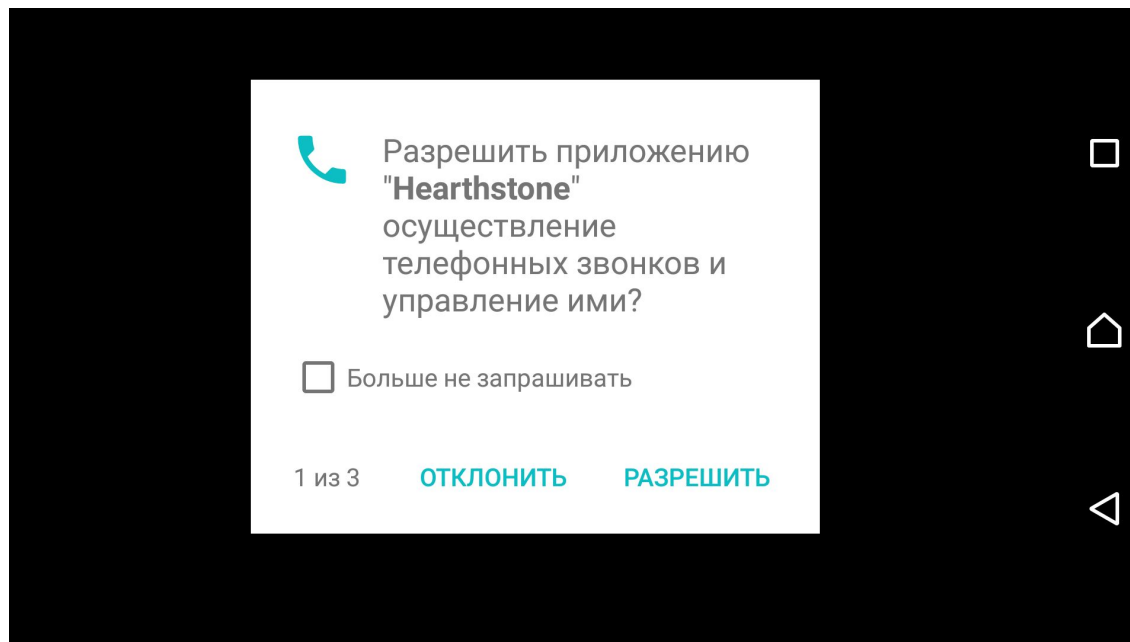 Разрешить приложению
"Hearthstone"
осуществление
телефонных звонков и
управление ими?
Больше не запрашивать
1 из 3 ОТКЛОНИТЬ РАЗРЕШИТЬ